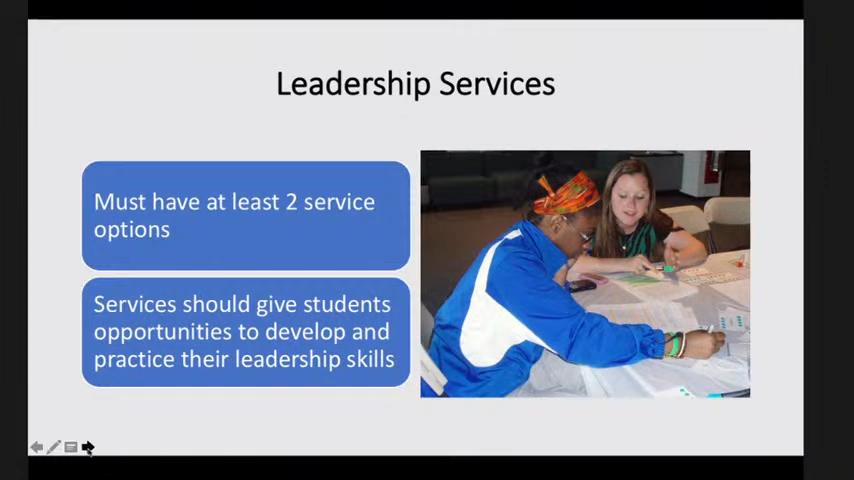 Leadership Services
Must have at least 2 service
options
Services should give students
opportunities to develop and
practice their leadership skills